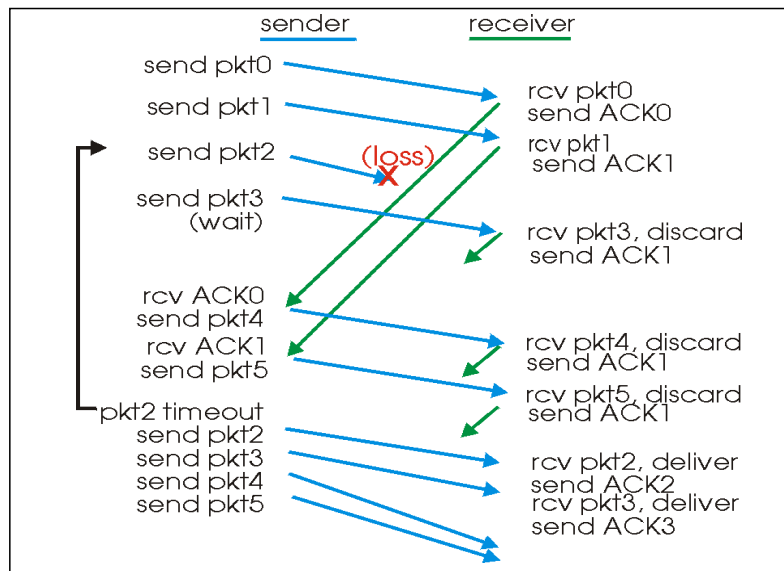 sender
receiver
send pkt0
rcv pkt0
send ACK0
send pkt1
rcv pkt1
send ACK1
send pkt2
(loss)
X
send pkt3
(wait)
rcv pkt3, discard
send ACK1
rcv ACK0
send pkt4
rcv ACK1
send pkt5
rcv pkt4, discard
send ACK1
rcv pkt5, discard
send ACK1
pkt2 timeout
send pkt2
send pkt3
send pkt4
send pkt5
rcv pkt2, deliver
send ACK2
rcv pkt3, deliver
send ACK3